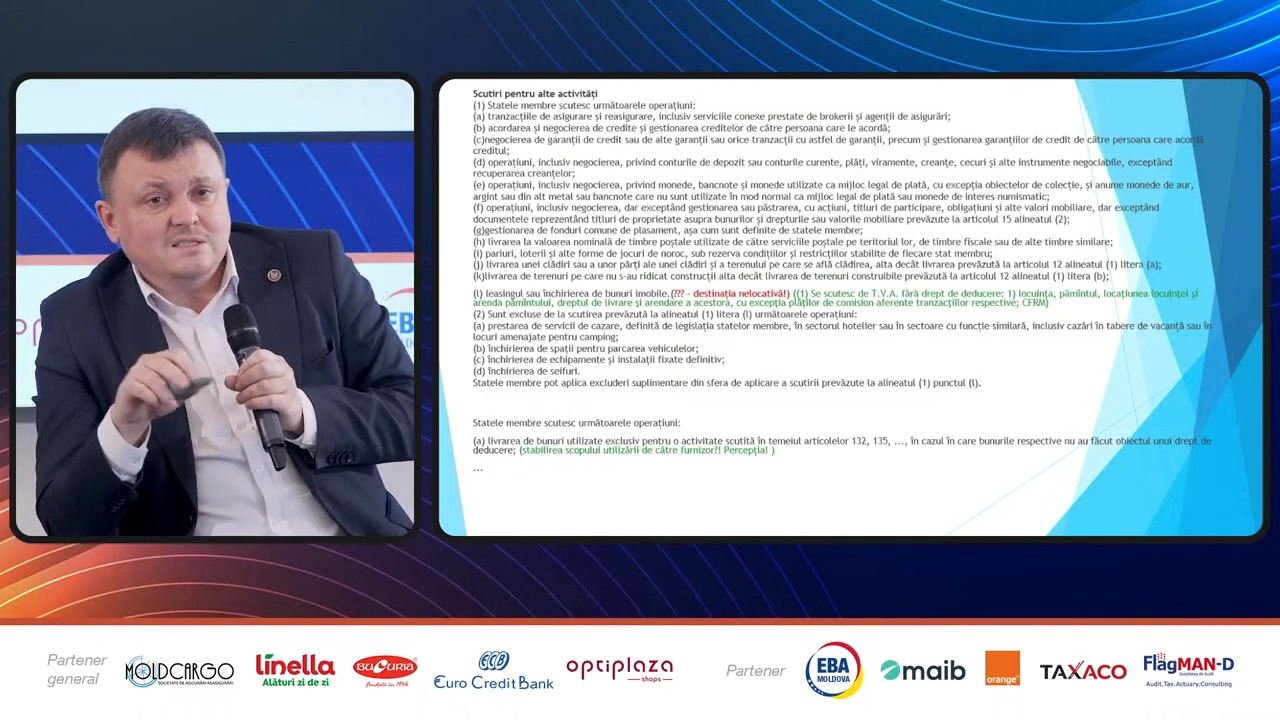 Scutiri pentru alte activități
(1) Statele membre scutesc următoarele operațiuni:
(a) tranzacțiile de asigurare și reasigurare, inclusiv serviciile conexe prestate de brokerii și agenții de asigurări;
(b) acordarea și negocierea de credite și gestionarea creditelor de către persoana care le acordă;
(c)negocierea de garanții de credit sau de alte garanții sau orice tranzacții cu astfel de garanții, precum și gestionarea garanțiilor de credit de către persoana care acordă
creditul;
(d) operațiuni, inclusiv negocierea, privind conturile de depozit sau conturile curente, plăți, viramente, creanțe, cecuri și alte instrumente negociabile, exceptând
recuperarea creanțelor;
(e) operațiuni, inclusiv negocierea, privind monede, bancnote și monede utilizate ca mijloc legal de plată, cu excepția obiectelor de colecție, și anume monede de aur,
argint sau din alt metal sau bancnote care nu sunt utilizate în mod normal ca mijloc legal de plată sau monede de interes numismatic;
(f) operațiuni, inclusiv negocierea, dar exceptând gestionarea sau păstrarea, cu acțiuni, titluri de participare, obligațiuni și alte valori mobiliare, dar exceptând
documentele reprezentând titluri de proprietate asupra bunurilor și drepturile sau valorile mobiliare prevăzute la articolul 15 alineatul (2);
(g)gestionarea de fonduri comune de plasament, așa cum sunt definite de statele membre;
(h) livrarea la valoarea nominală de timbre poștale utilizate de către serviciile poștale pe teritoriul lor, de timbre fiscale sau de alte timbre similare;
(i) pariuri, loterii și alte forme de jocuri de noroc, sub rezerva condițiilor și restricțiilor stabilite de fiecare stat membru;
(j) livrarea unei clădiri sau a unor părți ale unei clădiri și a terenului pe care se află clădirea, alta decât livrarea prevăzută la articolul 12 alineatul (1) litera (a);
(k)livrarea de terenuri pe care nu s-au ridicat construcții alta decât livrarea de terenuri construibile prevăzută la articolul 12 alineatul (1) litera (b);
(l) leasingul sau închirierea de bunuri imobile.(??? - destinația nelocativă!) ((1) Se scutesc de T.V.A. fără drept de deducere: 1) locuința, pămîntul, locațiunea locuinței și
arenda pămîntului, dreptul de livrare și arendare a acestora, cu excepția plăților de comision aferente tranzacțiilor respective; CFRM)
(2) Sunt excluse de la scutirea prevăzută la alineatul (1) litera (l) următoarele operațiuni:
(a) prestarea de servicii de cazare, definită de legislația statelor membre, în sectorul hotelier sau în sectoare cu funcție similară, inclusiv cazări în tabere de vacanță sau în
locuri amenajate pentru camping;
(b) închirierea de spații pentru parcarea vehiculelor;
(c) închirierea de echipamente și instalații fixate definitiv;
(d) închirierea de seifuri.
Statele membre pot aplica excluderi suplimentare din sfera de aplicare a scutirii prevăzute la alineatul (1) punctul (l).
Statele membre scutesc următoarele operațiuni:
(a) livrarea de bunuri utilizate exclusiv pentru o activitate scutită în temeiul articolelor 132, 135, ..., în cazul în care bunurile respective nu au făcut obiectul unui drept de
deducere; (stabilirea scopului utilizării de către furnizor?! Percepția! )
...
Partener
general
MOLDCARGO
SOCIETATE DE ASIGURĂRI-REASIGURĂRI
linella
Alături zi de zi
BUCURIA
fondata în 1946
ECB
Euro Credit Bank
optiplaza
shops
Partener
EBA
MOLDOVA
maib
orange
TAXACO
FlagMAN-D
Societatea de Audit
Audit.Tax.Actuary.Consulting